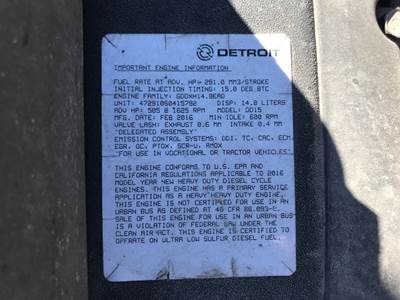 DETROIT
IMPORTANT ENGINE INFORMATION
FUEL RATE AT ADV. HP: 291.0 MM3/STROKE
INITIAL INJECTION TIMING: 15.0 DEG BTC
ENGINE FAMILY: GDDXH14.8EAD
UNIT: 472910S0415792 DISP: 14.8 LITERS
ADV HP: 505 @ 1625 RPM MODEL: DD15
MFG. DATE: FEB 2016 MIN IDLE: 600 RPM
VALVE LASH: EXHAUST 0.6 MM INTAKE 0.4 MM
"DELEGATED ASSEMBLY"
EMISSION CONTROL SYSTEMS: DDI, TC, CAC, ECM,
EGR, OC, PTOX, SCR-U, AMOX
"FOR USE IN VOCATIONAL OR TRACTOR VEHICLES"
THIS ENGINE CONFORMS TO U.S. EPA AND
CALIFORNIA REGULATIONS APPLICABLE TO 2016
MODEL YEAR NEW HEAVY DUTY DIESEL CYCLE
ENGINES. THIS ENGINE HAS A PRIMARY SERVICE
APPLICATION AS A HEAVY HEAVY DUTY ENGINE.
THIS ENGINE IS NOT CERTIFIED FOR USE IN AN
URBAN BUS AS DEFINED AT 40 CFR 86.093-2.
SALE OF THIS ENGINE FOR USE IN AN URBAN BUS
IS A VIOLATION OF FEDERAL LAW UNDER THE
CLEAN AIR ACT. THIS ENGINE IS CERTIFIED TO
OPERATE ON ULTRA LOW SULFUR DIESEL FUEL.